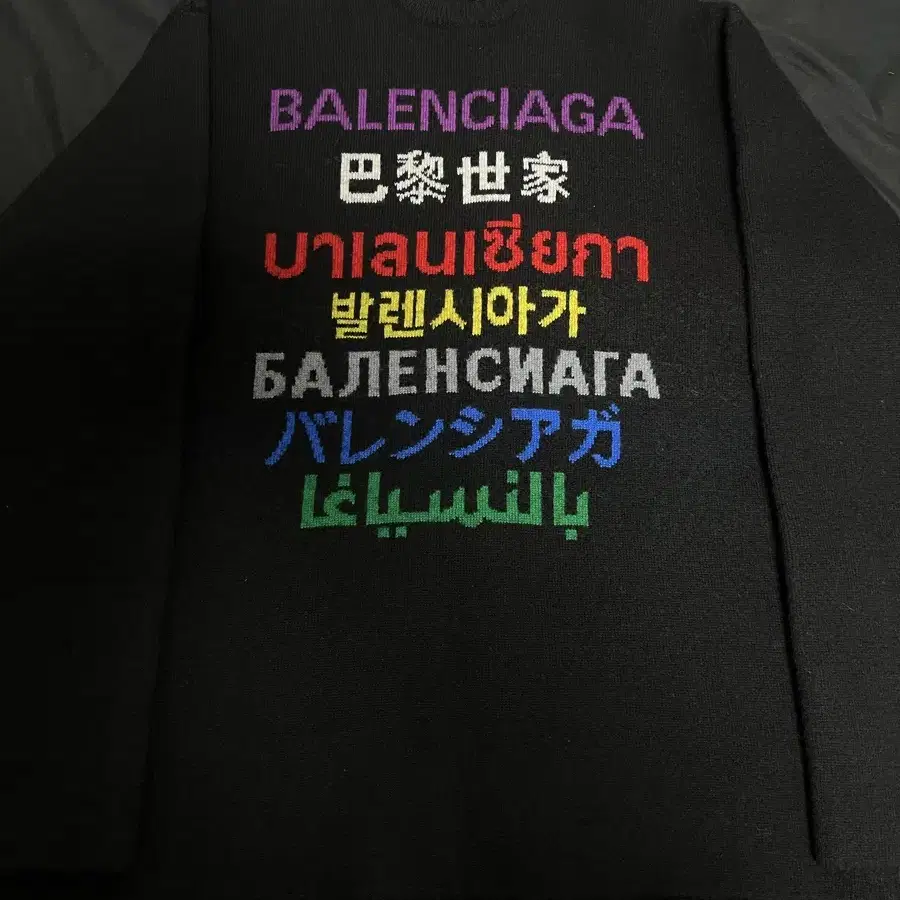 BALENCIAGA
巴黎世家
บาเลนเซียกา
발렌시아가
БАЛЕНСИАГА
バレンシアガ
بالنسياغا